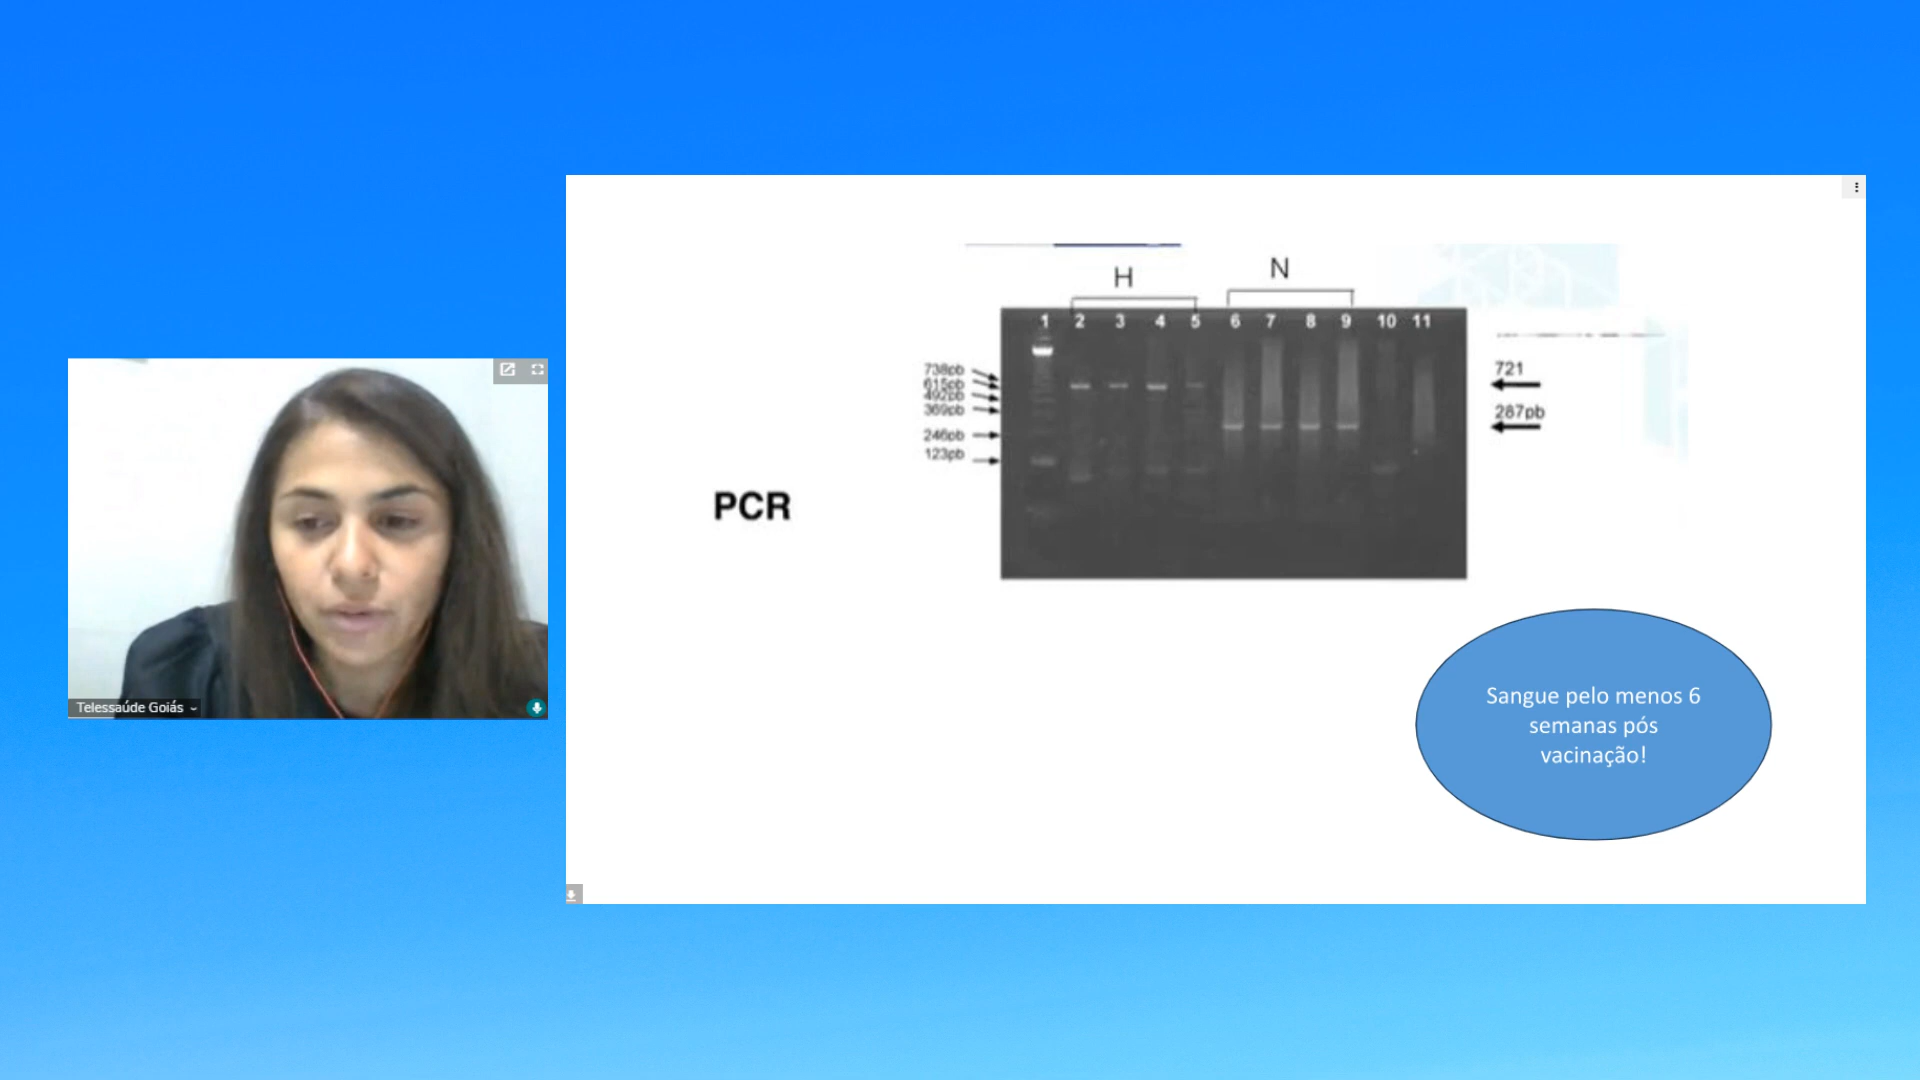 H
N
1 2 3 4 5 6 7 8 9 10 11
738pb
615pb
492pb
369pb
246pb
123pb
721
287pb
PCR
Telessaúde Goiás
Sangue pelo menos 6
semanas pós
vacinação!